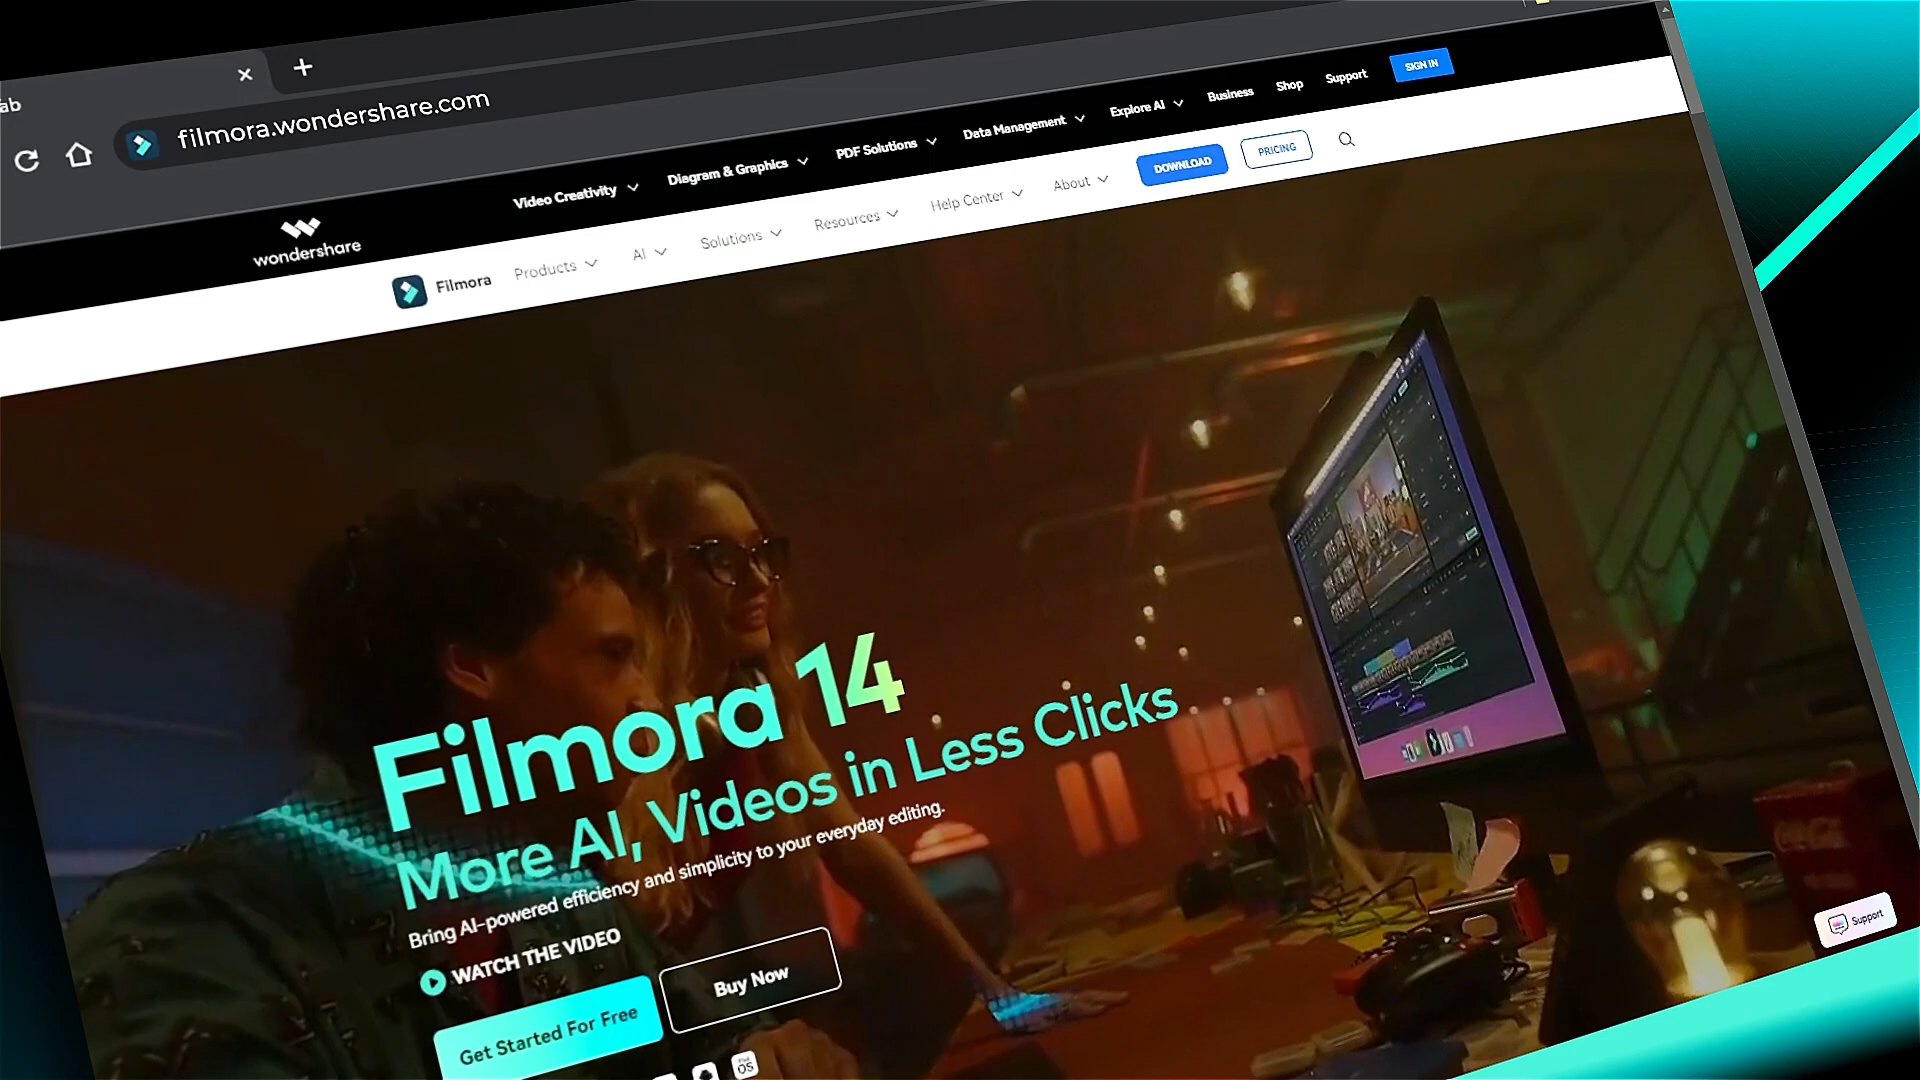 ab
filmora.wondershare.com
wondershare
Video Creativity
Diagram & Graphics
PDF Solutions
Data Management
Explore AI
Business
Shop
Support
SIGN IN
Filmora
Products
AI
Solutions
Resources
Help Center
About
DOWNLOAD
PRICING
Filmora 14
More AI, Videos in Less Clicks
Bring AI-powered efficiency and simplicity to your everyday editing.
WATCH THE VIDEO
Get Started For Free
Buy Now
OS
Support